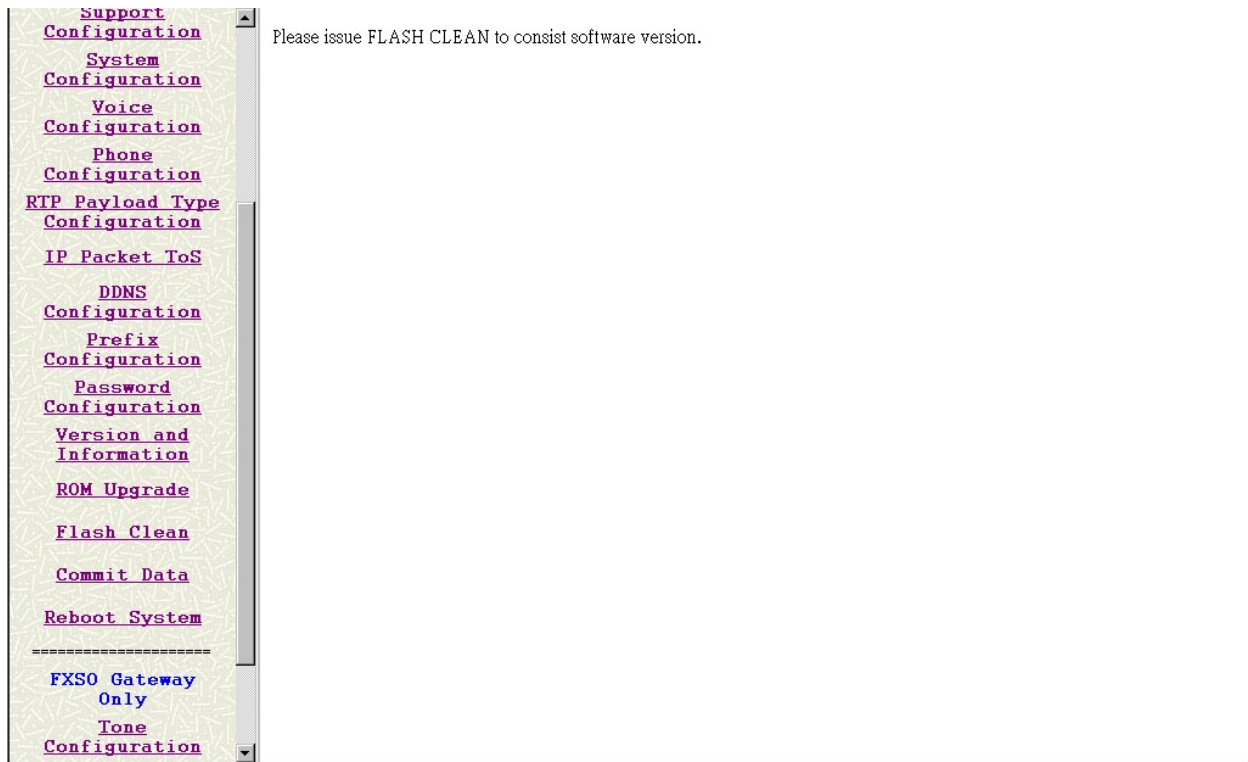 Support
Configuration
System
Configuration
Voice
Configuration
Phone
Configuration
RTP Payload Type
Configuration
IP Packet ToS
DDNS
Configuration
Prefix
Configuration
Password
Configuration
Version and
Information
ROM Upgrade
Flash Clean
Commit Data
Reboot System
=====================
FXSO Gateway
Only
Tone
Configuration
Please issue FLASH CLEAN to consist software version.